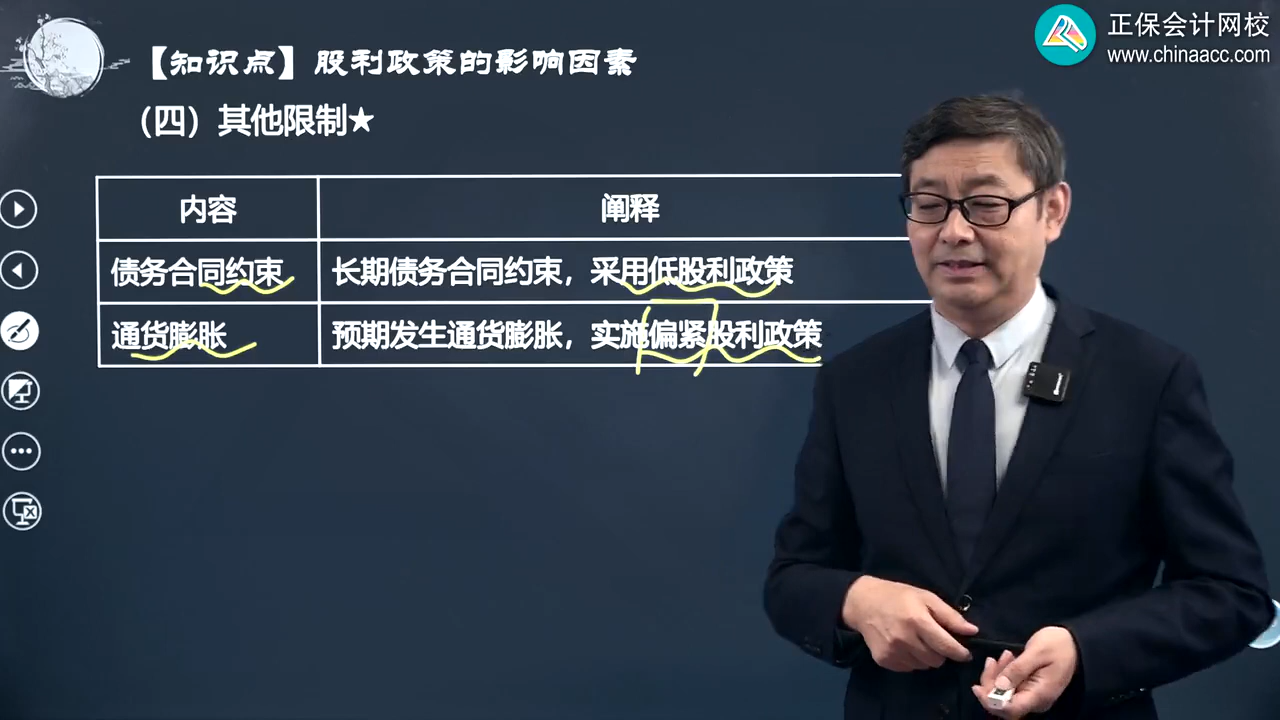 正保会计网校
www.chinaacc.com
【知识点】股利政策的影响因素
（四）其他限制★
内容
阐释
债务合同约束
长期债务合同约束，采用低股利政策
通货膨胀
预期发生通货膨胀，实施偏紧股利政策